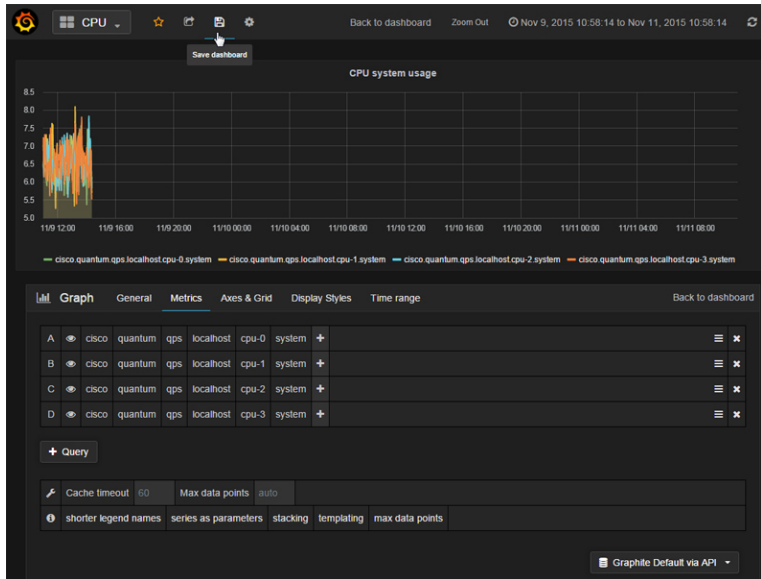 CPU Back to dashboard Zoom Out Nov 9, 2015 10:58:14 to Nov 11, 2015 10:58:14
Save dashboard
CPU system usage
8.5
8.0
7.5
7.0
6.5
6.0
5.5
5.0
11/9 12:00 11/9 16:00 11/9 20:00 11/10 00:00 11/10 04:00 11/10 08:00 11/10 12:00 11/10 16:00 11/10 20:00 11/11 00:00 11/11 04:00 11/11 08:00
cisco.quantum.qps.localhost.cpu-0.system cisco.quantum.qps.localhost.cpu-1.system cisco.quantum.qps.localhost.cpu-2.system cisco.quantum.qps.localhost.cpu-3.system
Graph General Metrics Axes & Grid Display Styles Time range Back to dashboard
A cisco quantum qps localhost cpu-0 system +
B cisco quantum qps localhost cpu-1 system +
C cisco quantum qps localhost cpu-2 system +
D cisco quantum qps localhost cpu-3 system +
+ Query
Cache timeout 60 Max data points auto
shorter legend names series as parameters stacking templating max data points
Graphite Default via API